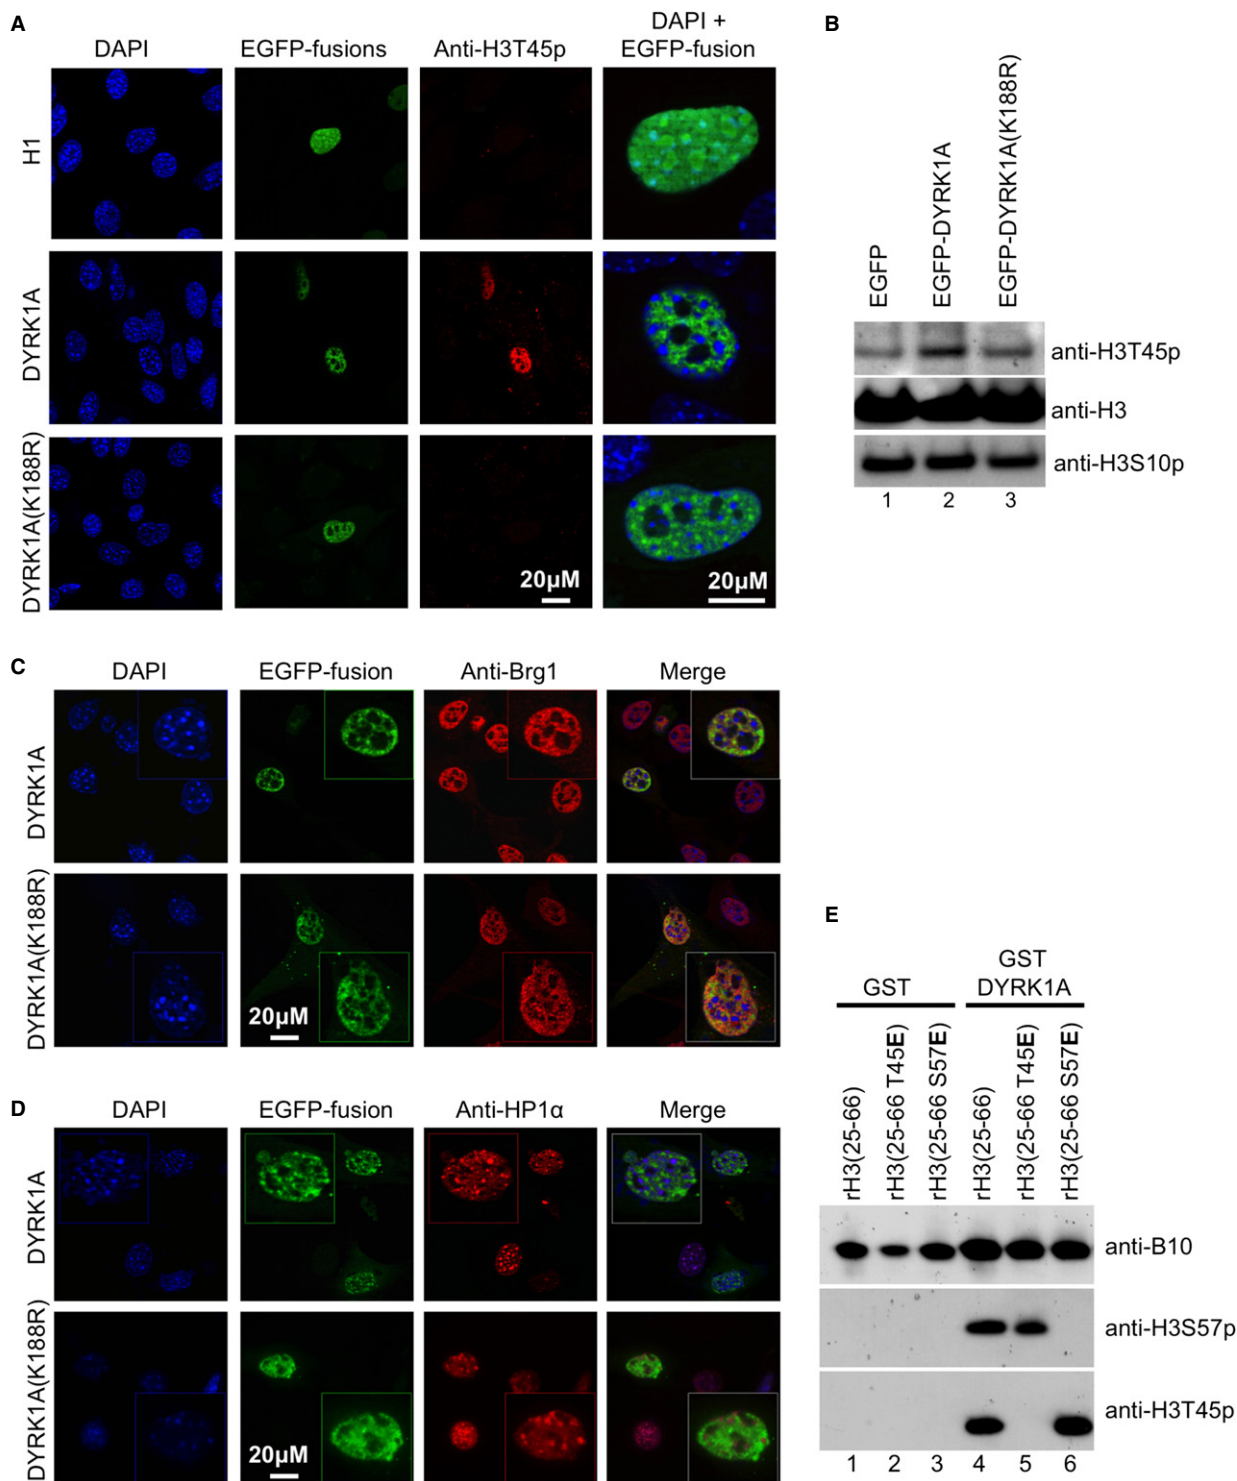 A
DAPI
EGFP-fusions
Anti-H3T45p
DAPI +
EGFP-fusion
H1
DYRK1A
DYRK1A(K188R)
20µM
20µM
B
EGFP
EGFP-DYRK1A
EGFP-DYRK1A(K188R)
anti-H3T45p
anti-H3
anti-H3S10p
1 2 3
C
DAPI
EGFP-fusion
Anti-Brg1
Merge
DYRK1A
DYRK1A(K188R)
20µM
D
DAPI
EGFP-fusion
Anti-HP1α
Merge
DYRK1A
DYRK1A(K188R)
20µM
E
GST
GST
DYRK1A
rH3(25-66)
rH3(25-66 T45E)
rH3(25-66 S57E)
rH3(25-66)
rH3(25-66 T45E)
rH3(25-66 S57E)
anti-B10
anti-H3S57p
anti-H3T45p
1 2 3 4 5 6